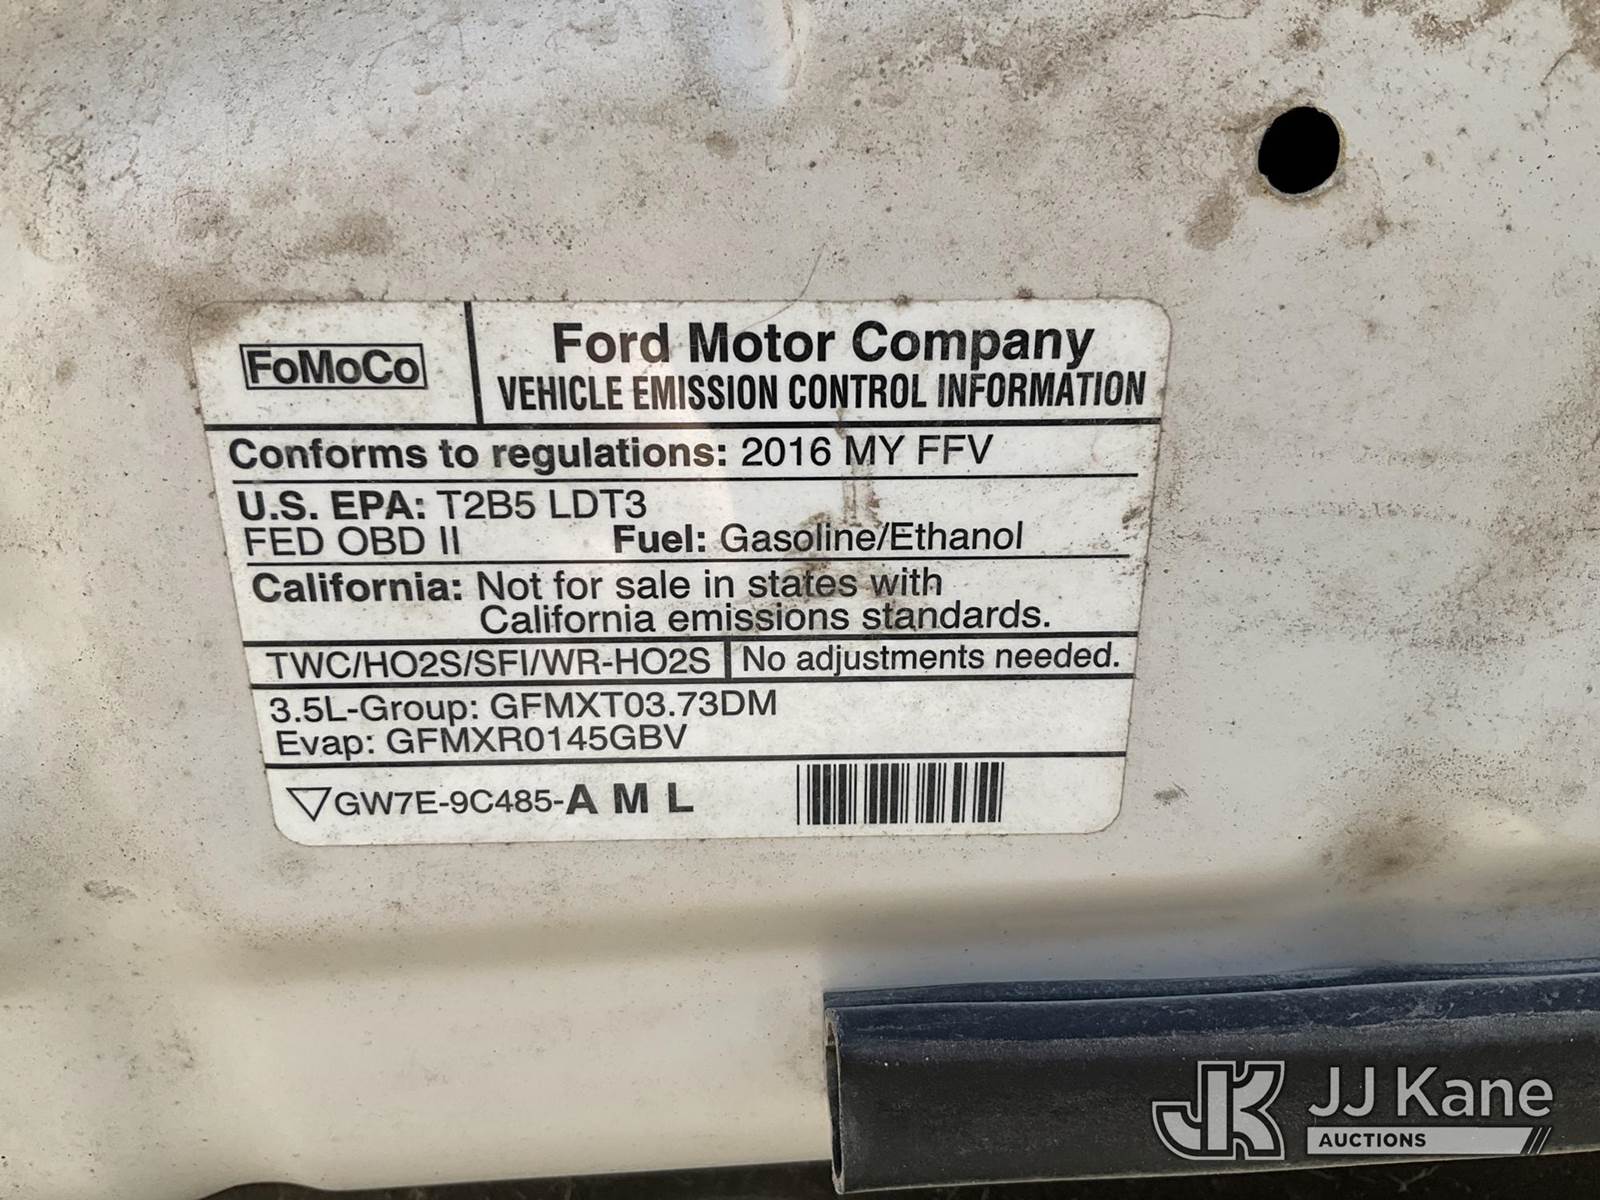 FoMoCo
Ford Motor Company
VEHICLE EMISSION CONTROL INFORMATION
Conforms to regulations: 2016 MY FFV
U.S. EPA: T2B5 LDT3
FED OBD II Fuel: Gasoline/Ethanol
California: Not for sale in states with
California emissions standards.
TWC/HO2S/SFI/WR-HO2S No adjustments needed.
3.5L-Group: GFMXT03.73DM
Evap: GFMXR0145GBV
GW7E-9C485-A M L
JK JJ Kane
AUCTIONS